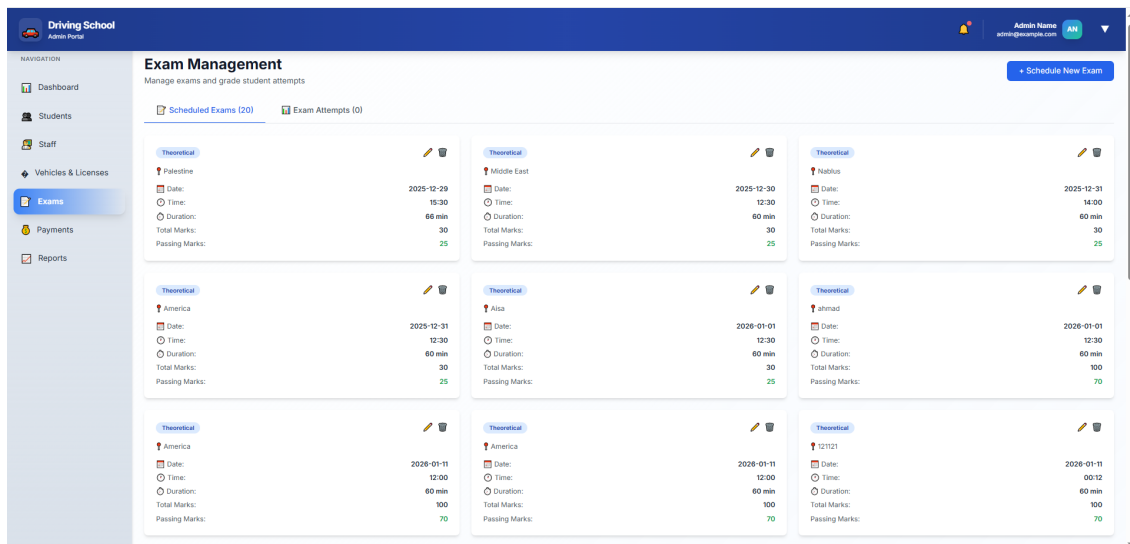 Driving School
Admin Portal
Admin Name
admin@example.com
AN
NAVIGATION
Dashboard
Students
Staff
Vehicles & Licenses
Exams
Payments
Reports
Exam Management
Manage exams and grade student attempts
+ Schedule New Exam
Scheduled Exams (20)
Exam Attempts (0)
Theoretical
Palestine
Date: 2025-12-29
Time: 15:30
Duration: 66 min
Total Marks: 30
Passing Marks: 25
Theoretical
Middle East
Date: 2025-12-30
Time: 12:30
Duration: 60 min
Total Marks: 30
Passing Marks: 25
Theoretical
Nablus
Date: 2025-12-31
Time: 14:00
Duration: 60 min
Total Marks: 30
Passing Marks: 25
Theoretical
America
Date: 2025-12-31
Time: 12:30
Duration: 60 min
Total Marks: 30
Passing Marks: 25
Theoretical
Aisa
Date: 2026-01-01
Time: 12:30
Duration: 60 min
Total Marks: 30
Passing Marks: 25
Theoretical
ahmad
Date: 2026-01-01
Time: 12:30
Duration: 60 min
Total Marks: 100
Passing Marks: 70
Theoretical
America
Date: 2026-01-11
Time: 12:00
Duration: 60 min
Total Marks: 100
Passing Marks: 70
Theoretical
America
Date: 2026-01-11
Time: 12:00
Duration: 60 min
Total Marks: 100
Passing Marks: 70
Theoretical
121121
Date: 2026-01-11
Time: 00:12
Duration: 60 min
Total Marks: 100
Passing Marks: 70